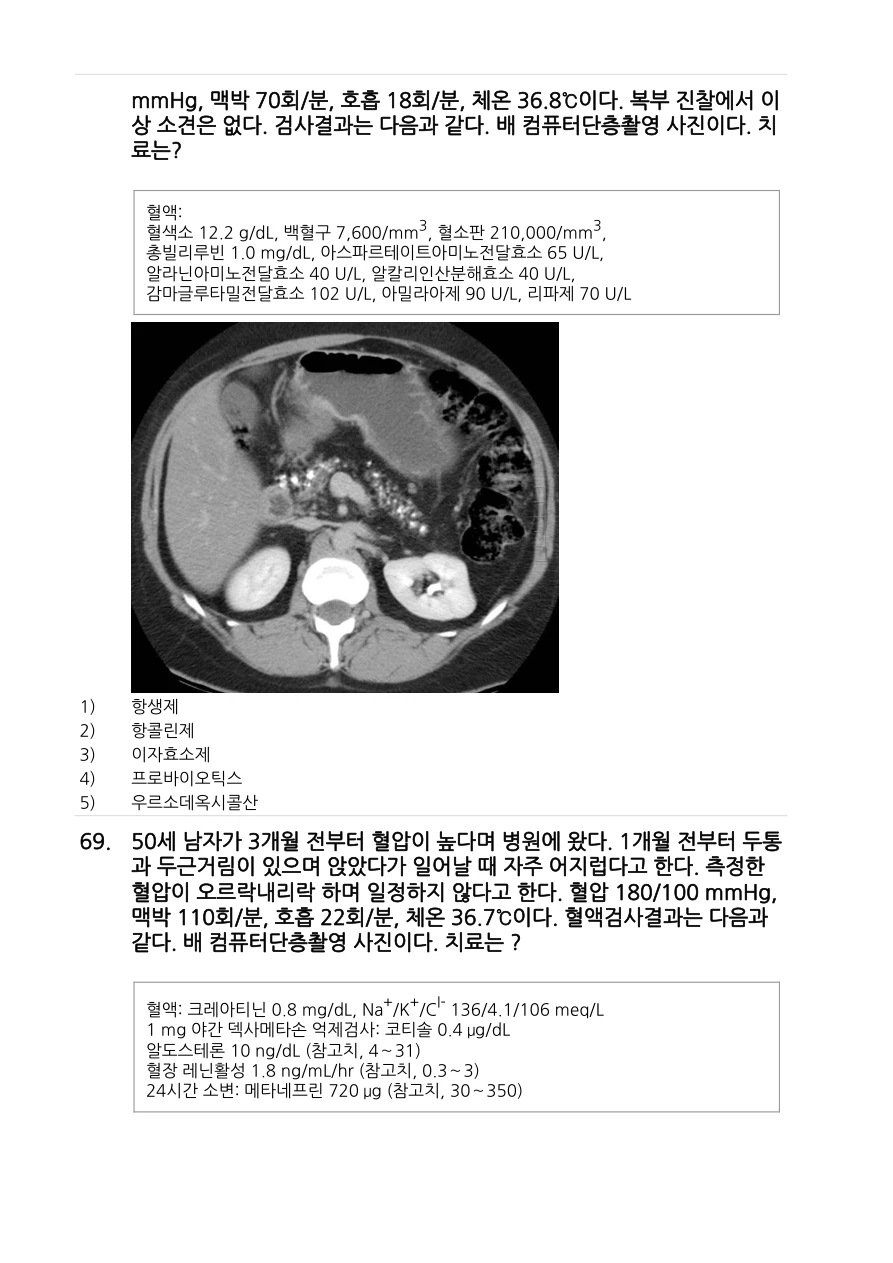 mmHg, 맥박 70회/분, 호흡 18회/분, 체온 36.8℃이다. 복부 진찰에서 이
상 소견은 없다. 검사결과는 다음과 같다. 배 컴퓨터단층촬영 사진이다. 치
료는?
혈액:
혈색소 12.2 g/dL, 백혈구 7,600/mm³, 혈소판 210,000/mm³,
총빌리루빈 1.0 mg/dL, 아스파르테이트아미노전달효소 65 U/L,
알라닌아미노전달효소 40 U/L, 알칼리인산분해효소 40 U/L,
감마글루타밀전달효소 102 U/L, 아밀라아제 90 U/L, 리파제 70 U/L
1) 항생제
2) 항콜린제
3) 이자효소제
4) 프로바이오틱스
5) 우르소데옥시콜산
69. 50세 남자가 3개월 전부터 혈압이 높다며 병원에 왔다. 1개월 전부터 두통
과 두근거림이 있으며 앉았다가 일어날 때 자주 어지럽다고 한다. 측정한
혈압이 오르락내리락 하며 일정하지 않다고 한다. 혈압 180/100 mmHg,
맥박 110회/분, 호흡 22회/분, 체온 36.7℃이다. 혈액검사결과는 다음과
같다. 배 컴퓨터단층촬영 사진이다. 치료는 ?
혈액: 크레아티닌 0.8 mg/dL, Na⁺/K⁺/Cˡ⁻ 136/4.1/106 meq/L
1 mg 야간 덱사메타손 억제검사: 코티솔 0.4 μg/dL
알도스테론 10 ng/dL (참고치, 4~31)
혈장 레닌활성 1.8 ng/mL/hr (참고치, 0.3~3)
24시간 소변: 메타네프린 720 μg (참고치, 30~350)